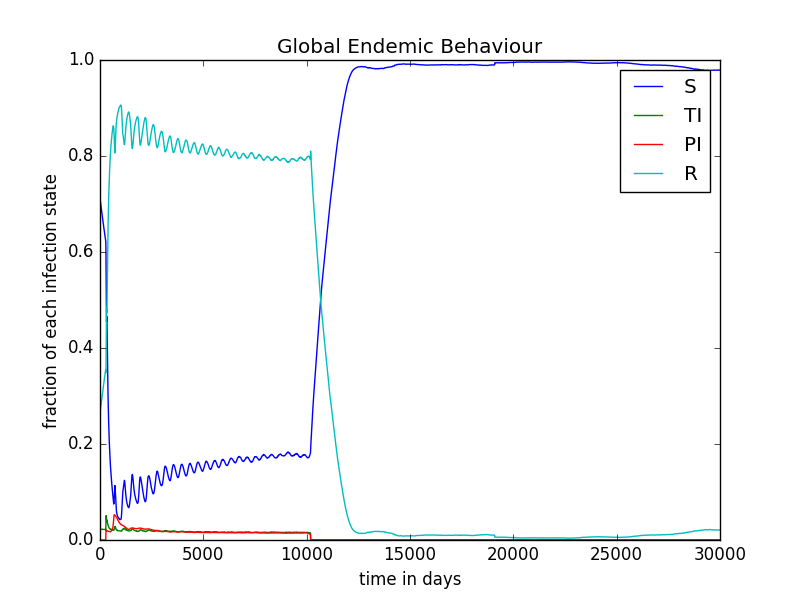 Global Endemic Behaviour
fraction of each infection state
1.0
0.8
0.6
0.4
0.2
0.0
S
TI
PI
R
0 5000 10000 15000 20000 25000 30000
time in days